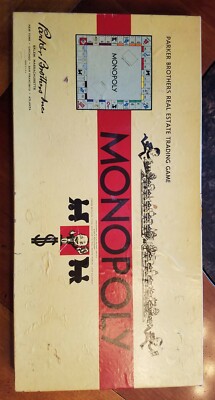 PARKER BROTHERS REAL ESTATE TRADING GAME
MONOPOLY
MONOPOLY
Parker Brothers Inc
$